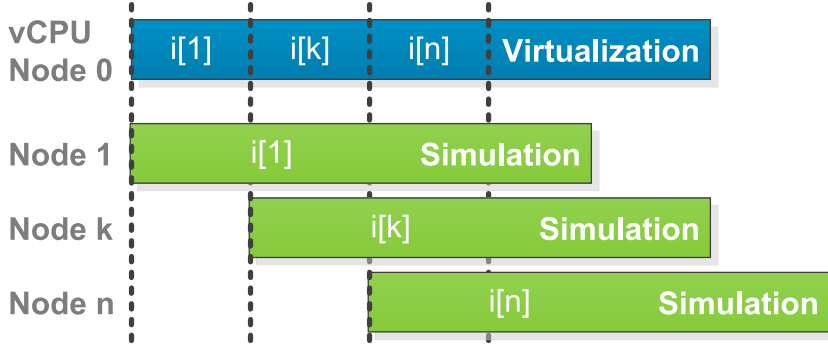 vCPU
Node 0
i[1] i[k] i[n] Virtualization
Node 1 i[1] Simulation
Node k i[k] Simulation
Node n i[n] Simulation